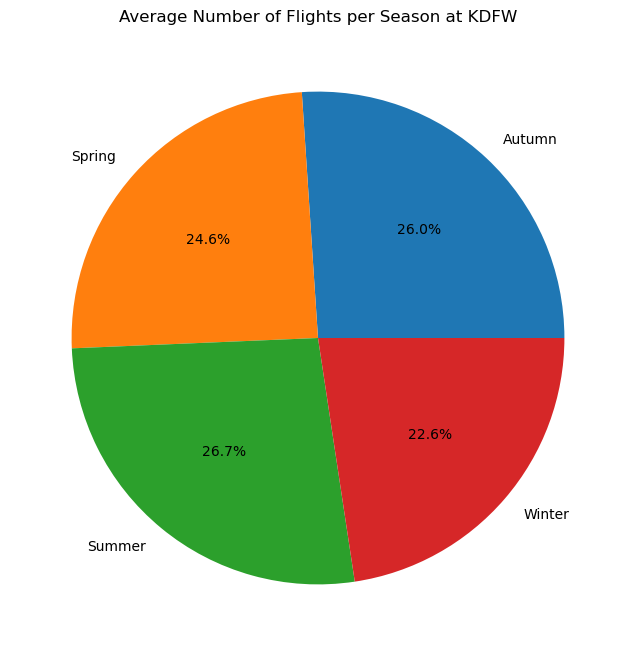 Average Number of Flights per Season at KDFW
Autumn
Spring
26.0%
24.6%
26.7%
22.6%
Winter
Summer